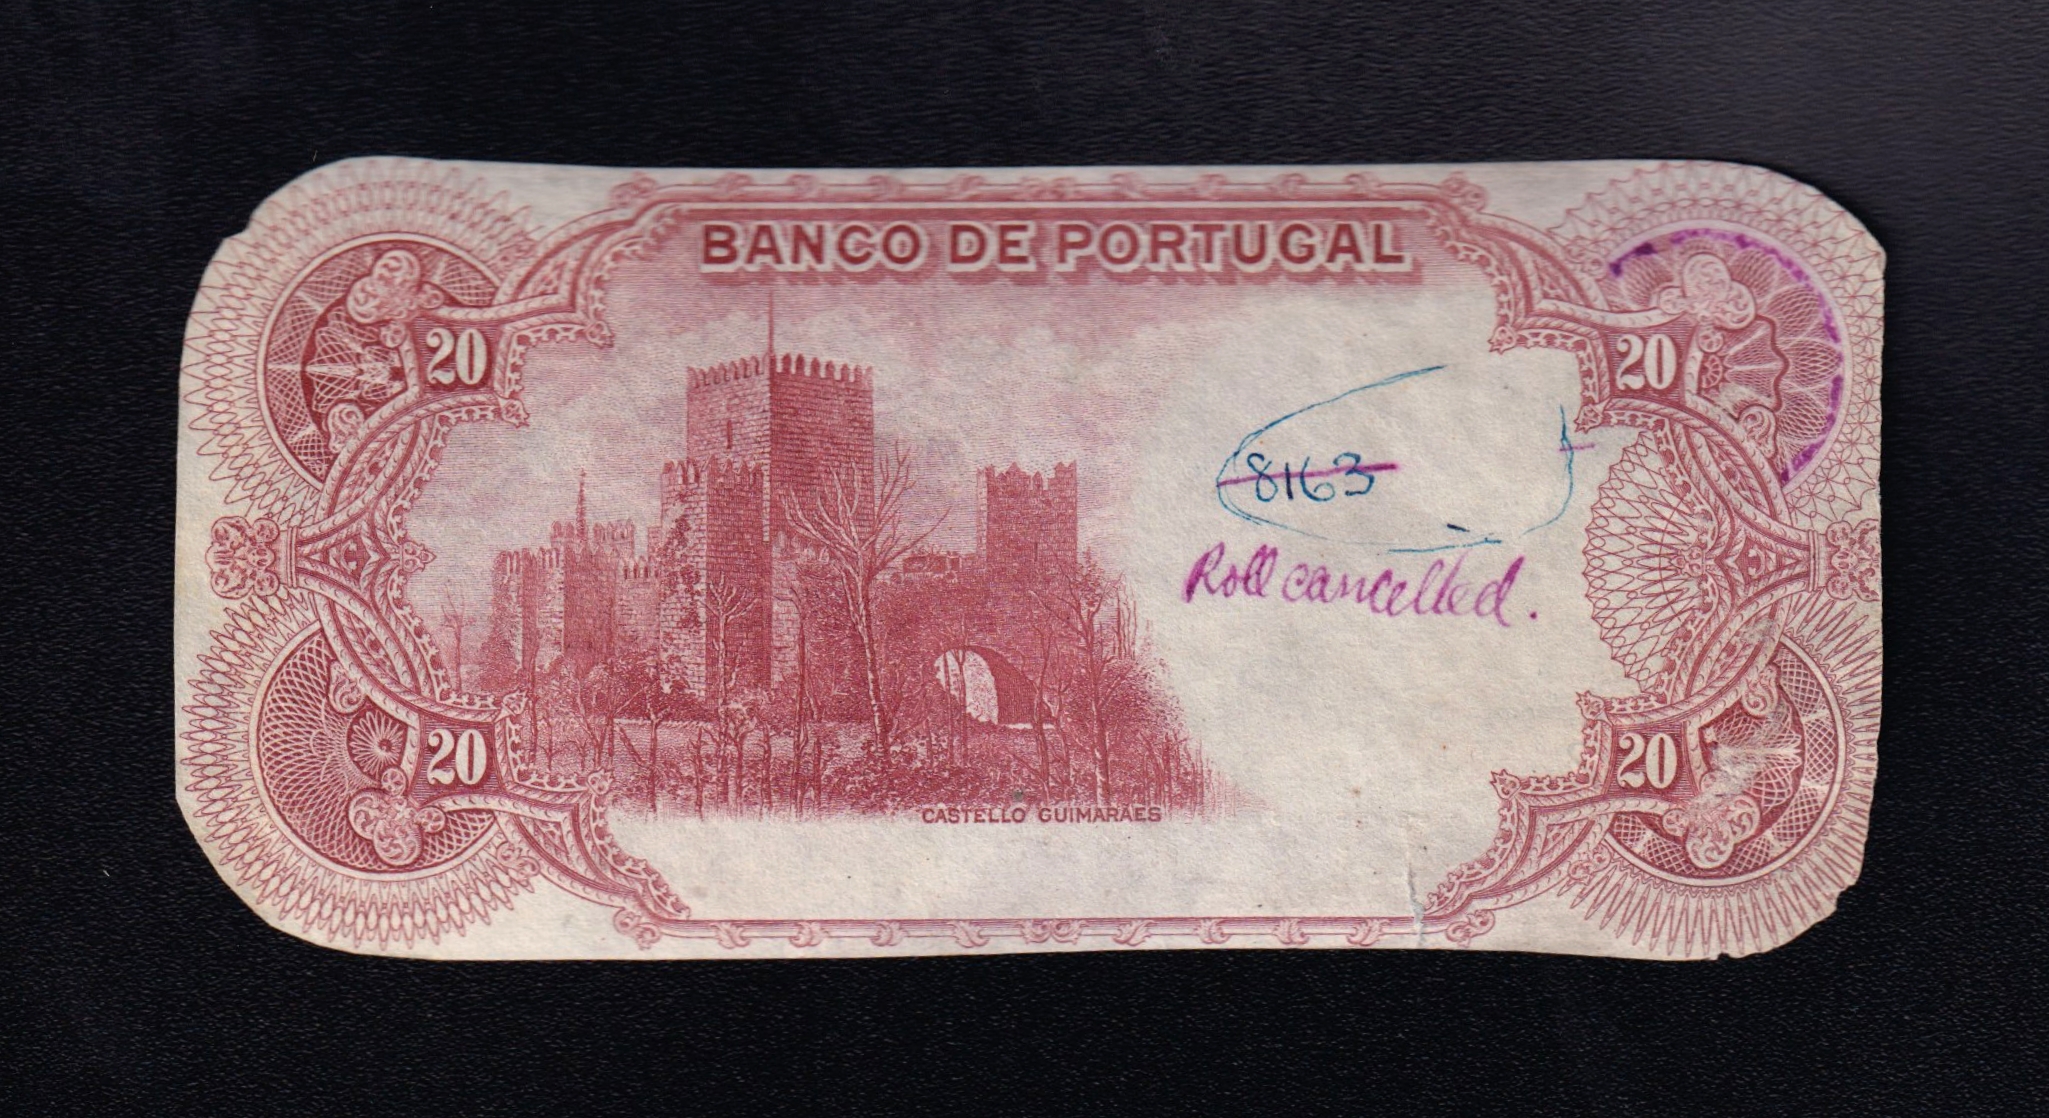 BANCO DE PORTUGAL
20 20
8163
Roll cancelled.
20 20
CASTELLO GUIMARAES